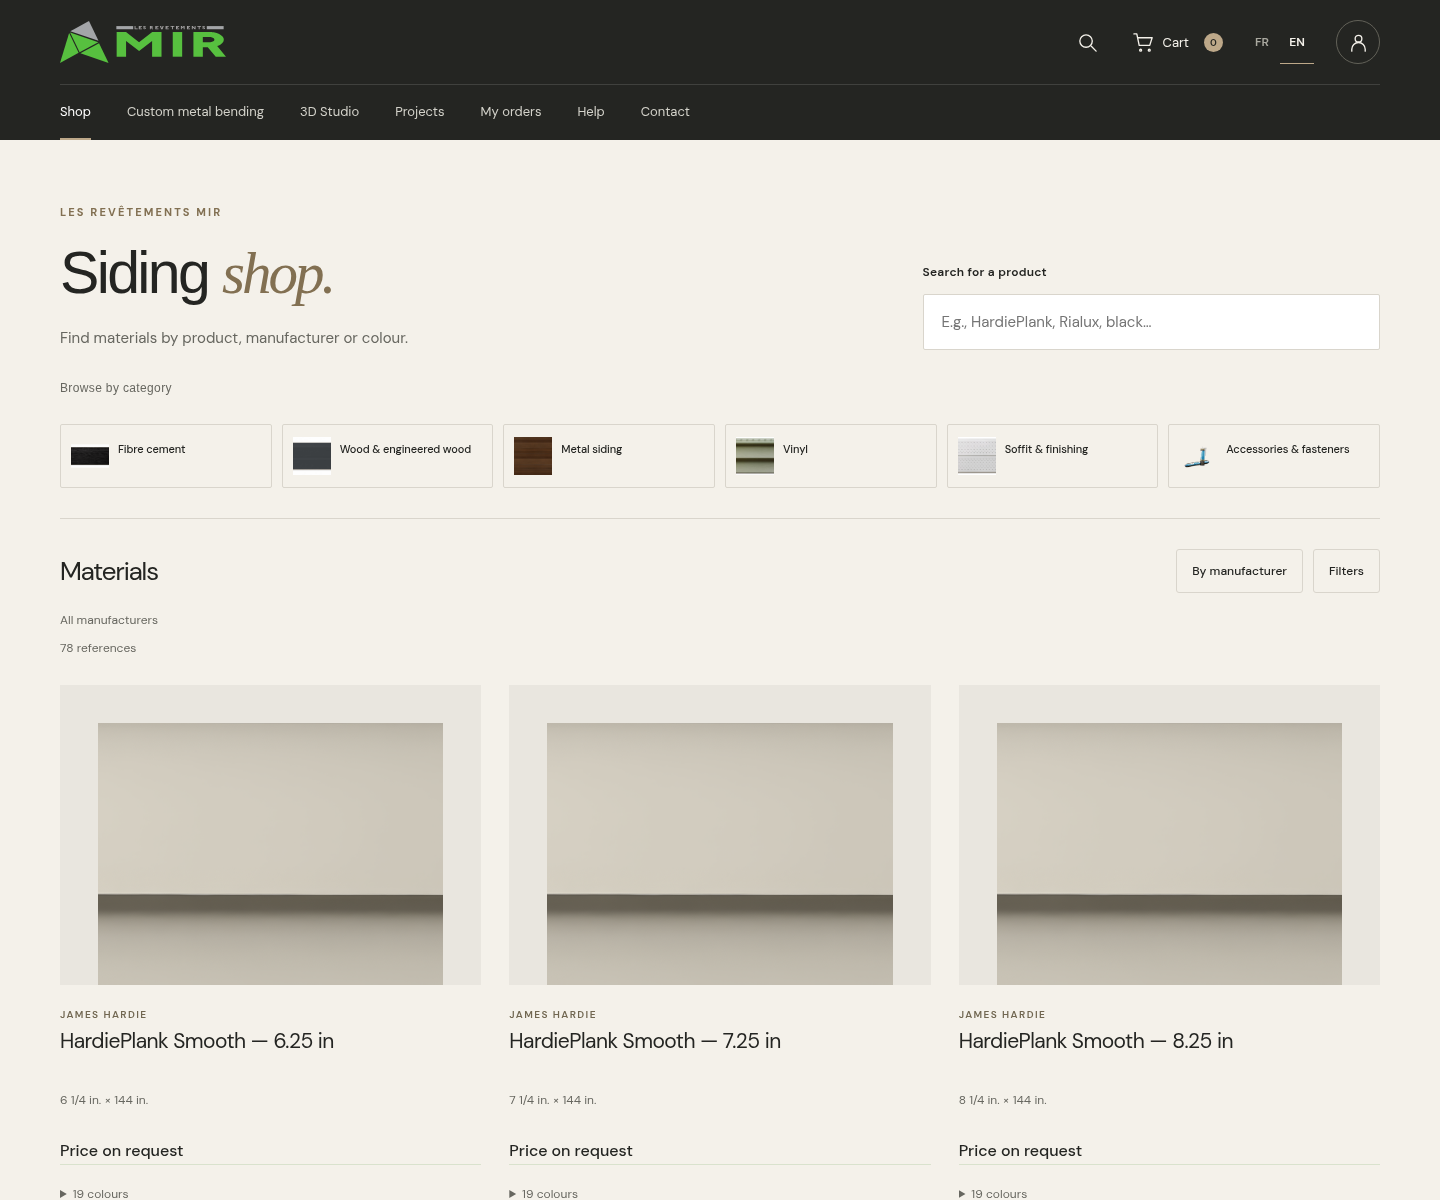 LES REVETEMENTS
MIR
Cart 0 FR EN
Shop Custom metal bending 3D Studio Projects My orders Help Contact
LES REVÊTEMENTS MIR
Siding shop.
Search for a product
E.g., HardiePlank, Rialux, black...
Find materials by product, manufacturer or colour.
Browse by category
Fibre cement Wood & engineered wood Metal siding Vinyl Soffit & finishing Accessories & fasteners
Materials
By manufacturer Filters
All manufacturers
78 references
JAMES HARDIE JAMES HARDIE JAMES HARDIE
HardiePlank Smooth — 6.25 in HardiePlank Smooth — 7.25 in HardiePlank Smooth — 8.25 in
6 1/4 in. × 144 in. 7 1/4 in. × 144 in. 8 1/4 in. × 144 in.
Price on request Price on request Price on request
19 colours 19 colours 19 colours